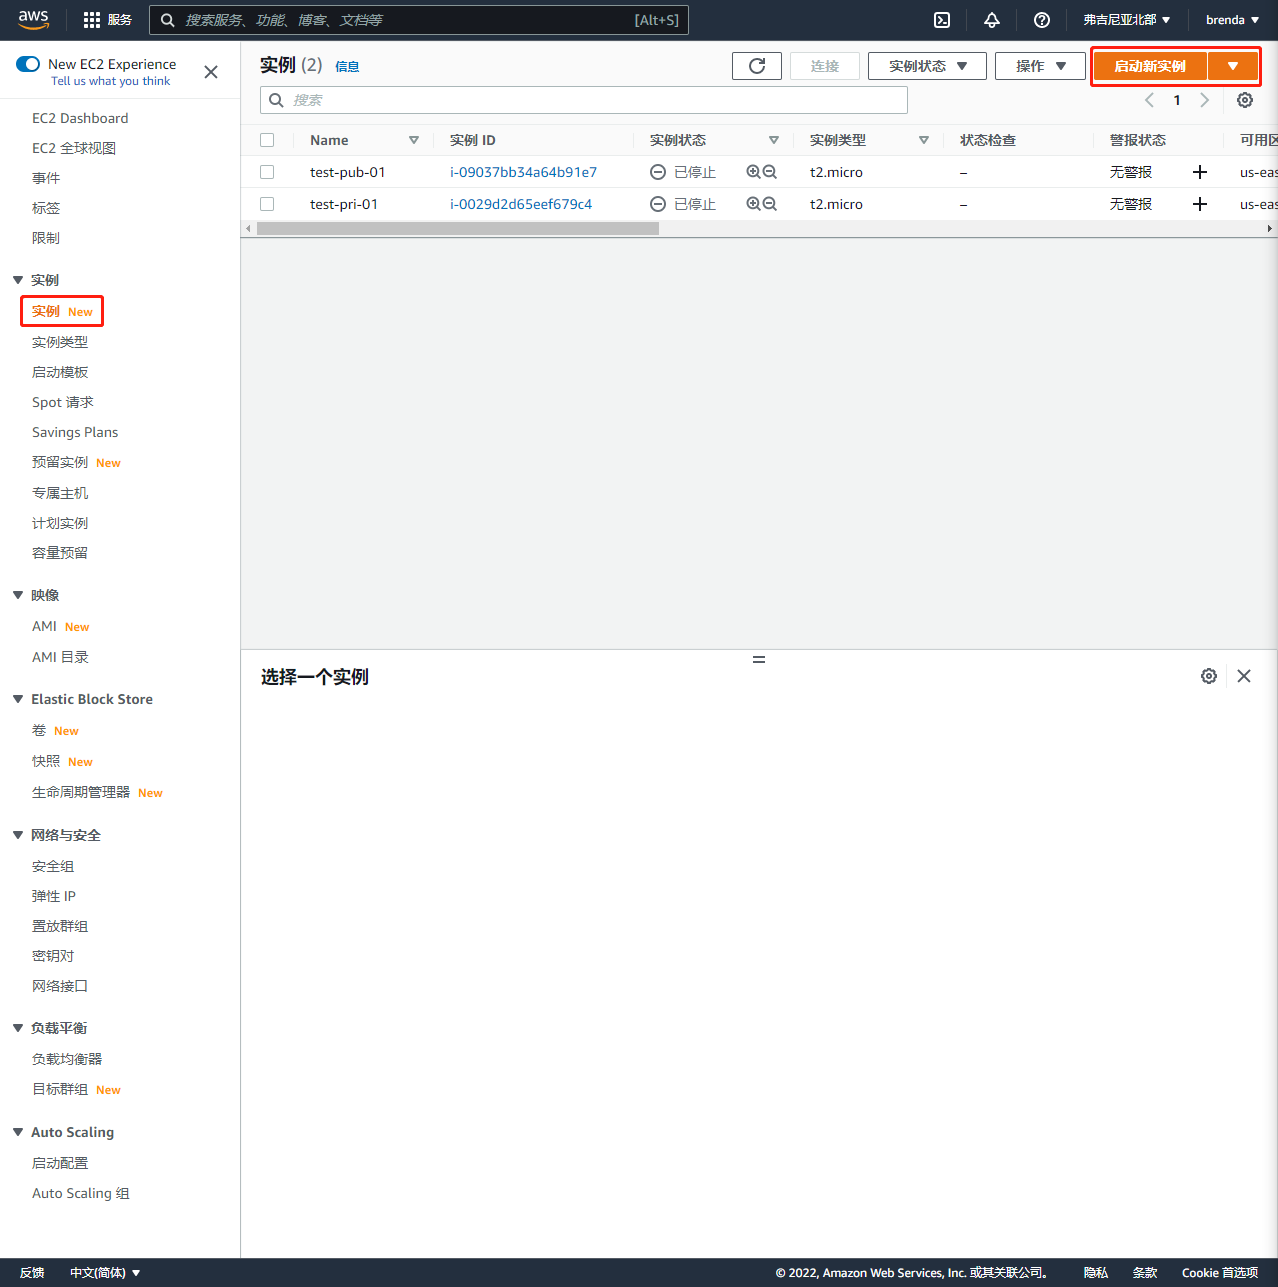 aws 服务 搜索服务、功能、博客、文档等 [Alt+S] 弗吉尼亚北部 brenda
New EC2 Experience
Tell us what you think
EC2 Dashboard
EC2 全球视图
事件
标签
限制
实例
实例 New
实例类型
启动模板
Spot 请求
Savings Plans
预留实例 New
专属主机
计划实例
容量预留
映像
AMI New
AMI 目录
Elastic Block Store
卷 New
快照 New
生命周期管理器 New
网络与安全
安全组
弹性 IP
置放群组
密钥对
网络接口
负载平衡
负载均衡器
目标群组 New
Auto Scaling
启动配置
Auto Scaling 组
实例 (2) 信息 连接 实例状态 操作 启动新实例
搜索 1
Name 实例 ID 实例状态 实例类型 状态检查 警报状态 可用区
test-pub-01 i-09037bb34a64b91e7 已停止 t2.micro – 无警报 us-eas
test-pri-01 i-0029d2d65eef679c4 已停止 t2.micro – 无警报 us-eas
选择一个实例
反馈 中文(简体) © 2022, Amazon Web Services, Inc. 或其关联公司。 隐私 条款 Cookie 首选项